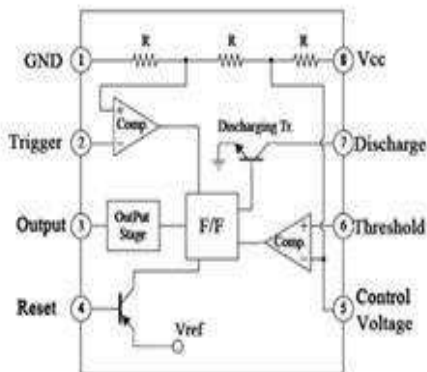 R R R
GND 1 8 Vcc
+
Comp.
Discharging Tr.
Trigger 2 − 7 Discharge
Output 3 OutPut Stage F/F Comp. + − 6 Threshold
Reset 4 5 Control Voltage
Vref